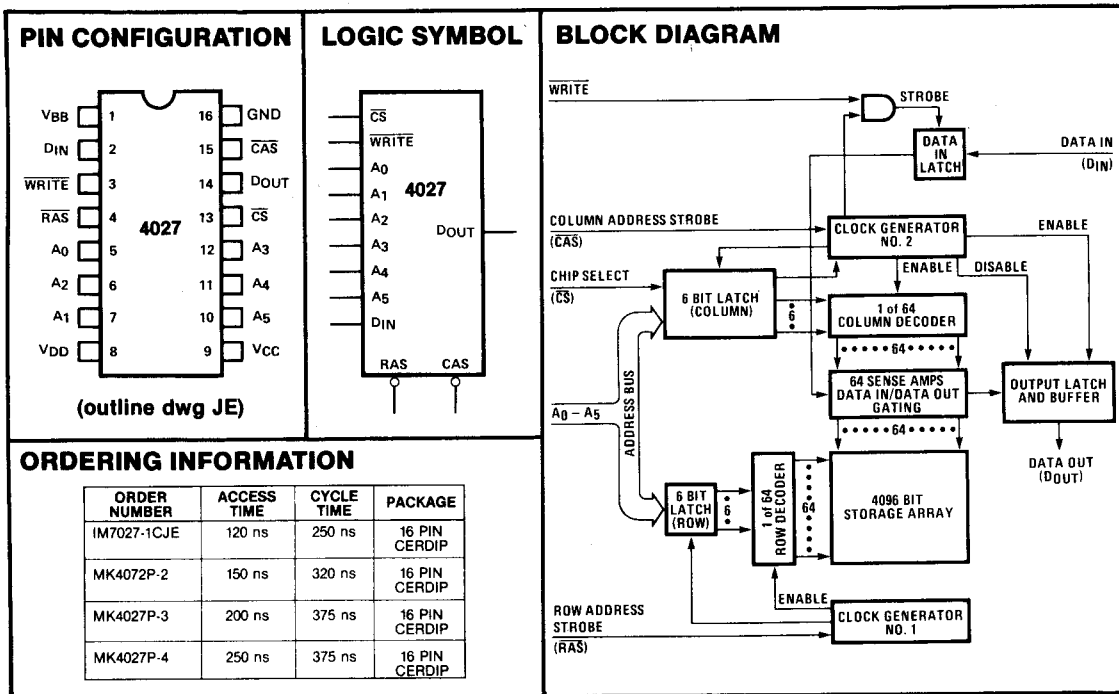 PIN CONFIGURATION
VBB 1 16 GND
DIN 2 15 CAS
WRITE 3 14 DOUT
RAS 4 13 CS
4027
A0 5 12 A3
A2 6 11 A4
A1 7 10 A5
VDD 8 9 VCC
(outline dwg JE)
LOGIC SYMBOL
CS
WRITE
A0
4027
A1
A2
DOUT
A3
A4
A5
DIN
RAS CAS
BLOCK DIAGRAM
WRITE
STROBE
DATA IN LATCH
DATA IN
(DIN)
COLUMN ADDRESS STROBE
(CAS)
CLOCK GENERATOR
NO. 2
ENABLE
ENABLE DISABLE
CHIP SELECT
(CS)
6 BIT LATCH
(COLUMN)
6
1 of 64
COLUMN DECODER
64
64 SENSE AMPS
DATA IN/DATA OUT
GATING
OUTPUT LATCH
AND BUFFER
64
A0 – A5
ADDRESS BUS
DATA OUT
(DOUT)
6 BIT
LATCH
(ROW)
6
1 of 64
ROW DECODER
64
4096 BIT
STORAGE ARRAY
ENABLE
ROW ADDRESS
STROBE
(RAS)
CLOCK GENERATOR
NO. 1
ORDERING INFORMATION
ORDER NUMBER ACCESS TIME CYCLE TIME PACKAGE
IM7027-1CJE 120 ns 250 ns 16 PIN CERDIP
MK4072P-2 150 ns 320 ns 16 PIN CERDIP
MK4027P-3 200 ns 375 ns 16 PIN CERDIP
MK4027P-4 250 ns 375 ns 16 PIN CERDIP